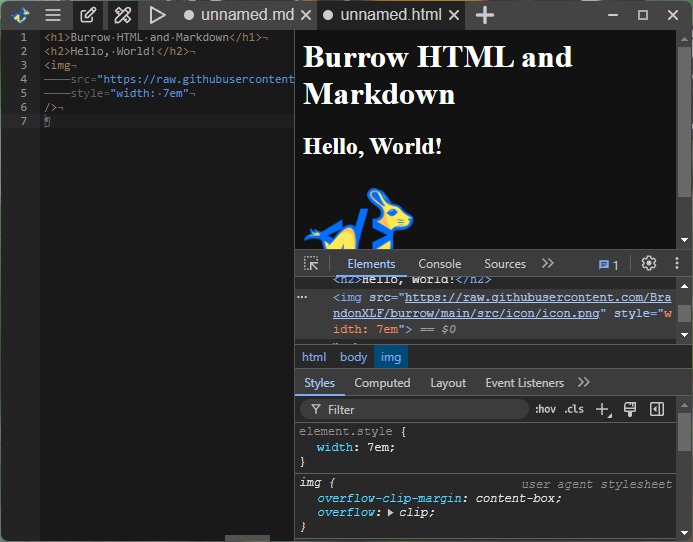 unnamed.md
unnamed.html
1 <h1>Burrow·HTML·and·Markdown</h1>¬
2 <h2>Hello,·World!</h2>¬
3 <img¬
4 src="https://raw.githubusercontent
5 style="width:·7em"¬
6 />¬
7 ¶
Burrow HTML and
Markdown
Hello, World!
Elements Console Sources 1
<h2>Hello, World!</h2>
<img src="https://raw.githubusercontent.com/Bra
ndonXLF/burrow/main/src/icon/icon.png" style="w
idth: 7em"> == $0
html body img
Styles Computed Layout Event Listeners
Filter :hov .cls
element.style {
width: 7em;
}
img { user agent stylesheet
overflow-clip-margin: content-box;
overflow: clip;
}